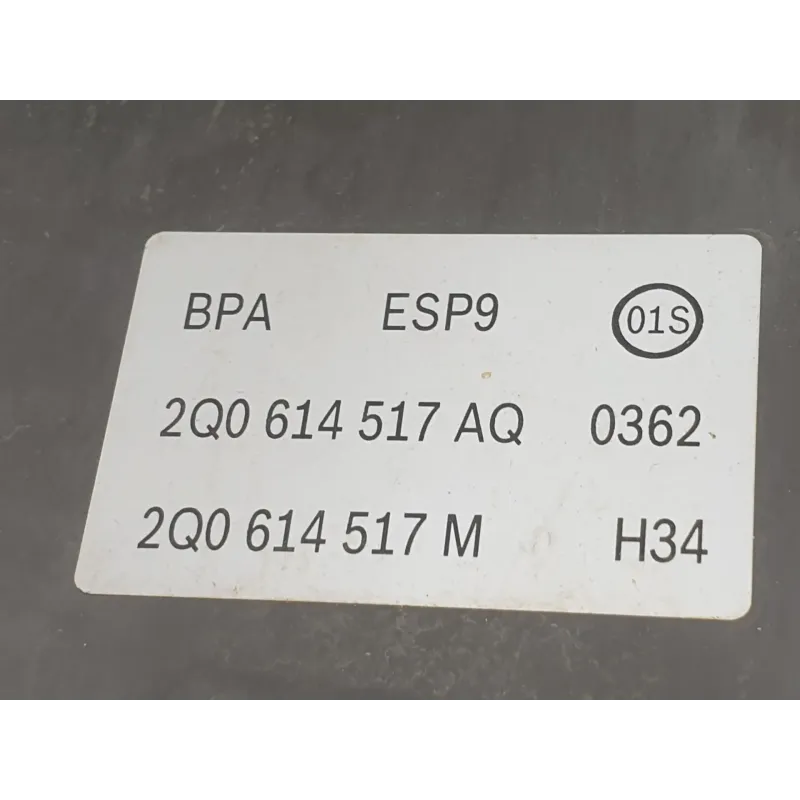 BPA ESP9 01S
2Q0 614 517 AQ 0362
2Q0 614 517 M H34